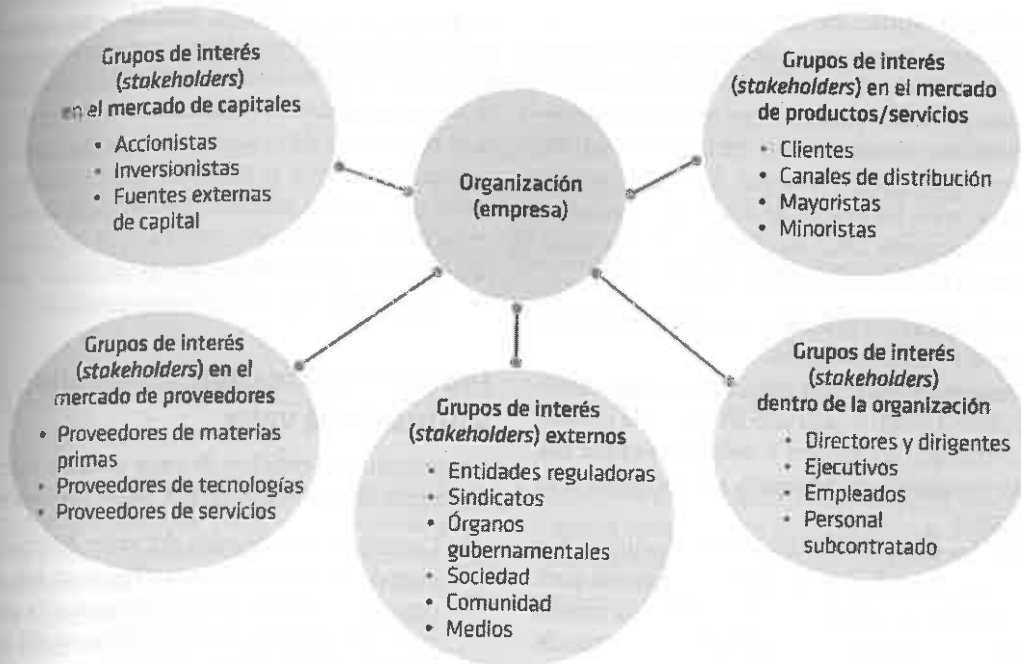 Grupos de interés
(stakeholders)
en el mercado de capitales
• Accionistas
• Inversionistas
• Fuentes externas
de capital
Organización
(empresa)
Grupos de interés
(stakeholders) en el mercado
de productos/servicios
• Clientes
• Canales de distribución
• Mayoristas
• Minoristas
Grupos de interés
(stakeholders) en el
mercado de proveedores
• Proveedores de materias
primas
• Proveedores de tecnologías
• Proveedores de servicios
Grupos de interés
(stakeholders) externos
• Entidades reguladoras
• Sindicatos
• Órganos
gubernamentales
• Sociedad
• Comunidad
• Medios
Grupos de interés
(stakeholders)
dentro de la organización
• Directores y dirigentes
• Ejecutivos
• Empleados
• Personal
subcontratado